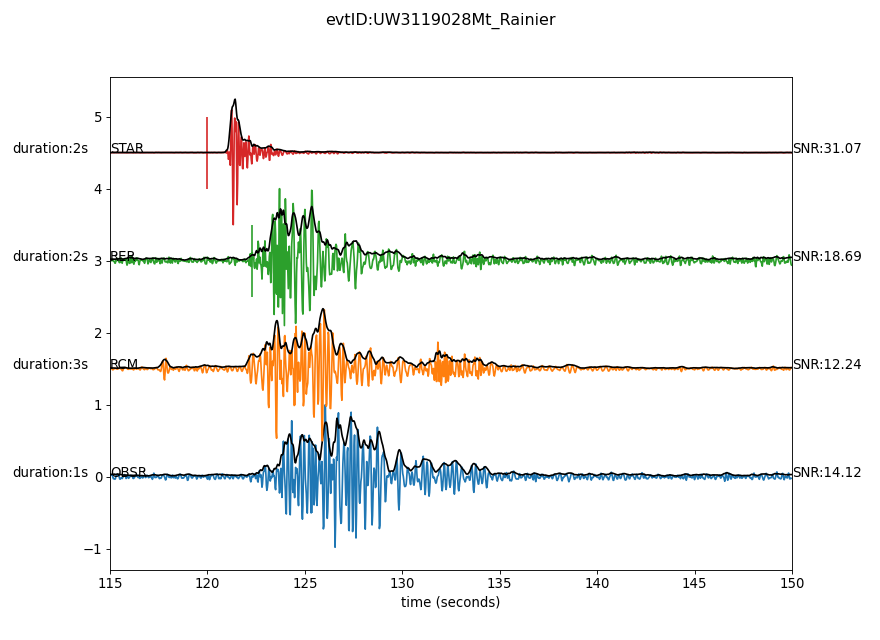 evtID:UW3119028Mt_Rainier
5
duration:2s STAR SNR:31.07
4
duration:2s RER SNR:18.69
3
2
duration:3s RCM SNR:12.24
1
duration:1s OBSR SNR:14.12
0
−1
115 120 125 130 135 140 145 150
time (seconds)